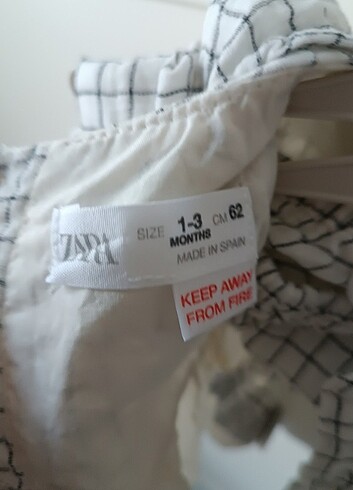 ZARA
SIZE 1-3 MONTHS CM 62
MADE IN SPAIN
KEEP AWAY
FROM FIRE